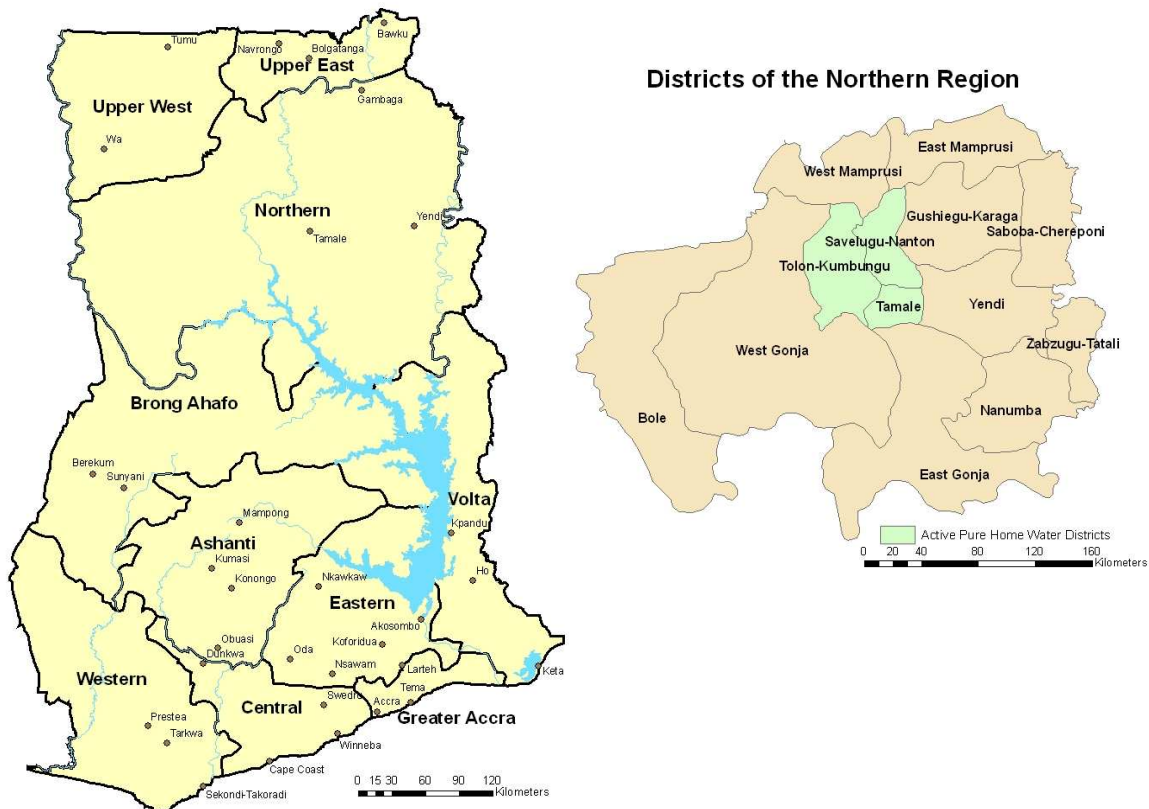 Bawku
Tumu
Navrongo
Bolgatanga
Upper East
Gambaga
Upper West
Wa
Northern
Yendi
Tamale
Brong Ahafo
Berekum
Sunyani
Volta
Mampong
Kpandu
Ashanti
Kumasi
Konongo
Nkawkaw
Ho
Eastern
Akosombo
Obuasi
Koforidua
Dunkwa
Oda
Larteh
Keta
Nsawam
Western
Tema
Central
Swedru
Accra
Greater Accra
Prestea
Tarkwa
Winneba
Cape Coast
Sekondi-Takoradi
0 15 30 60 90 120
Kilometers
Districts of the Northern Region
East Mamprusi
West Mamprusi
Gushiegu-Karaga
Saboba-Chereponi
Savelugu-Nanton
Tolon-Kumbungu
Tamale
Yendi
Zabzugu-Tatali
West Gonja
Nanumba
Bole
East Gonja
Active Pure Home Water Districts
0 20 40 80 120 160
Kilometers